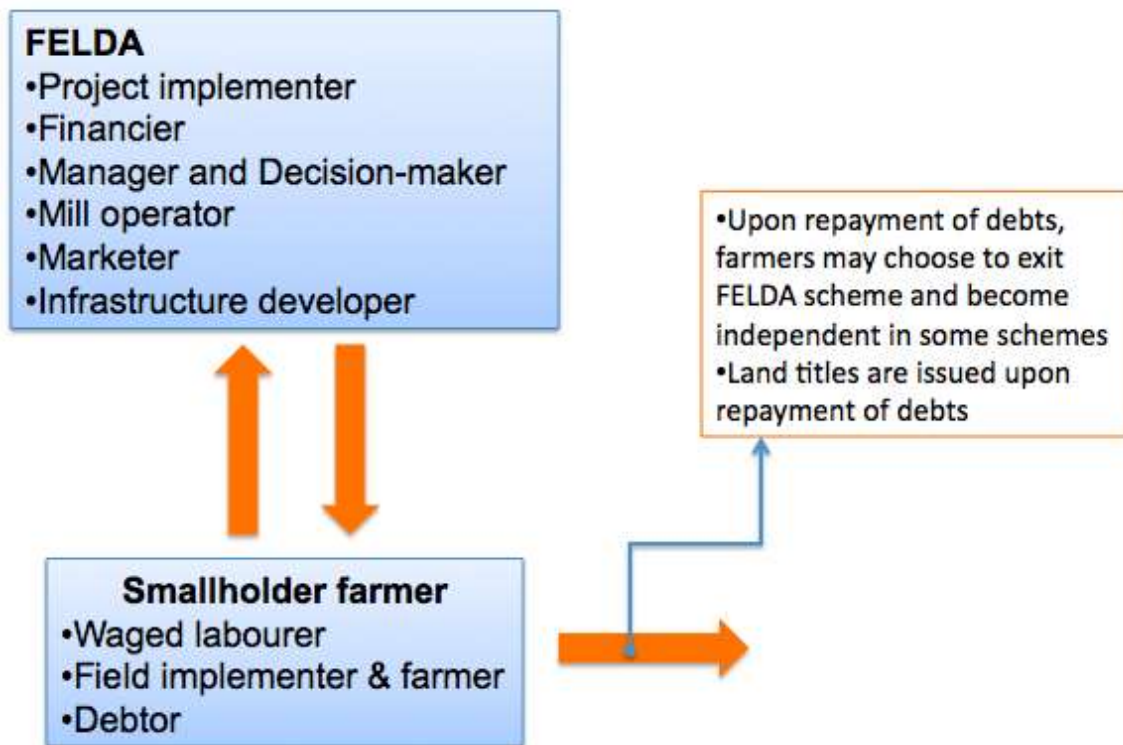 FELDA
•Project implementer
•Financier
•Manager and Decision-maker
•Mill operator
•Marketer
•Infrastructure developer
•Upon repayment of debts,
farmers may choose to exit
FELDA scheme and become
independent in some schemes
•Land titles are issued upon
repayment of debts
Smallholder farmer
•Waged labourer
•Field implementer & farmer
•Debtor